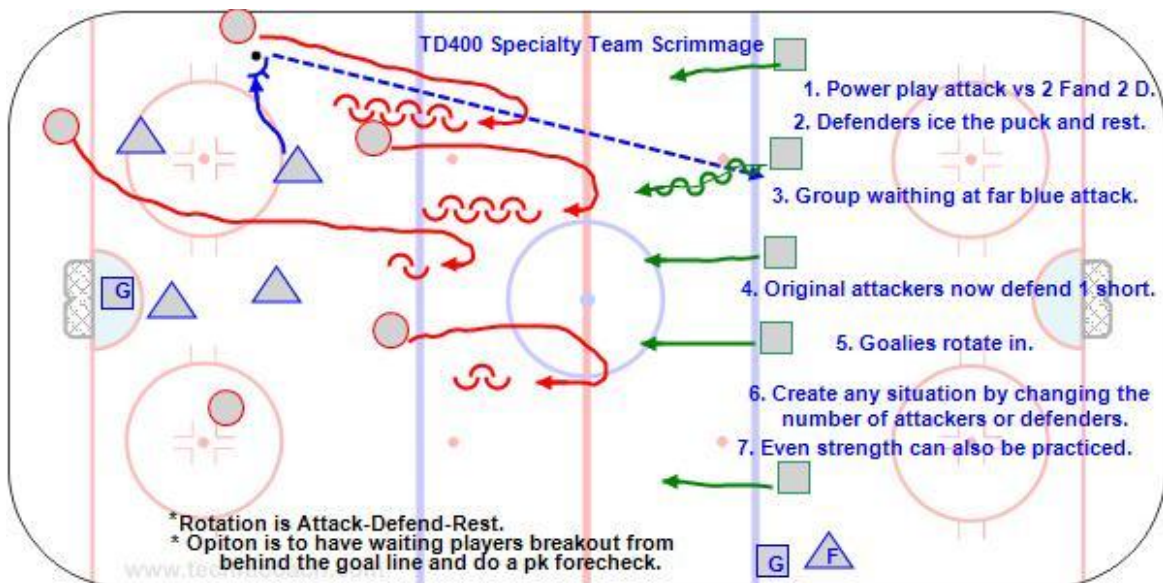 TD400 Specialty Team Scrimmage
1. Power play attack vs 2 Fand 2 D.
2. Defenders ice the puck and rest.
3. Group waithing at far blue attack.
4. Original attackers now defend 1 short.
5. Goalies rotate in.
6. Create any situation by changing the
number of attackers or defenders.
7. Even strength can also be practiced.
G
*Rotation is Attack-Defend-Rest.
* Opiton is to have waiting players breakout from
behind the goal line and do a pk forecheck.
G
F